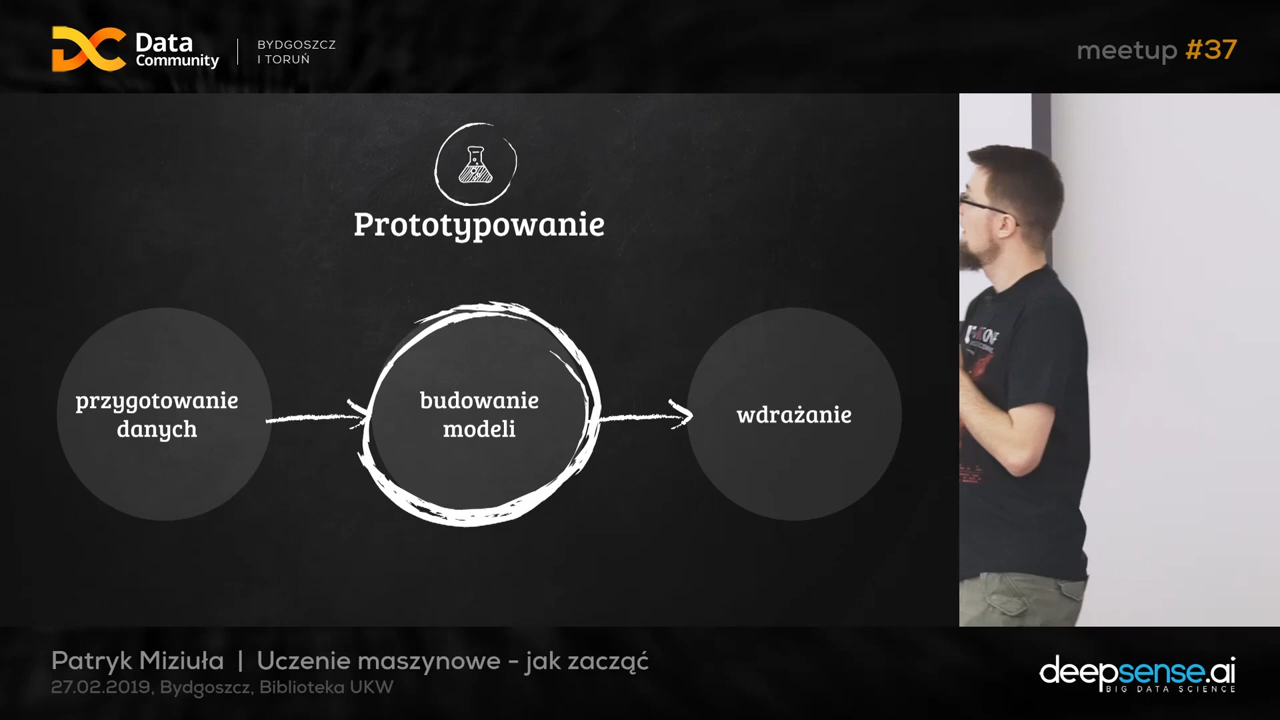 Data
Community
BYDGOSZCZ
I TORUŃ
meetup #37
Prototypowanie
przygotowanie
danych
budowanie
modeli
wdrażanie
Patryk Miziuła | Uczenie maszynowe - jak zacząć
27.02.2019, Bydgoszcz, Biblioteka UKW
deepsense.ai
BIG DATA SCIENCE